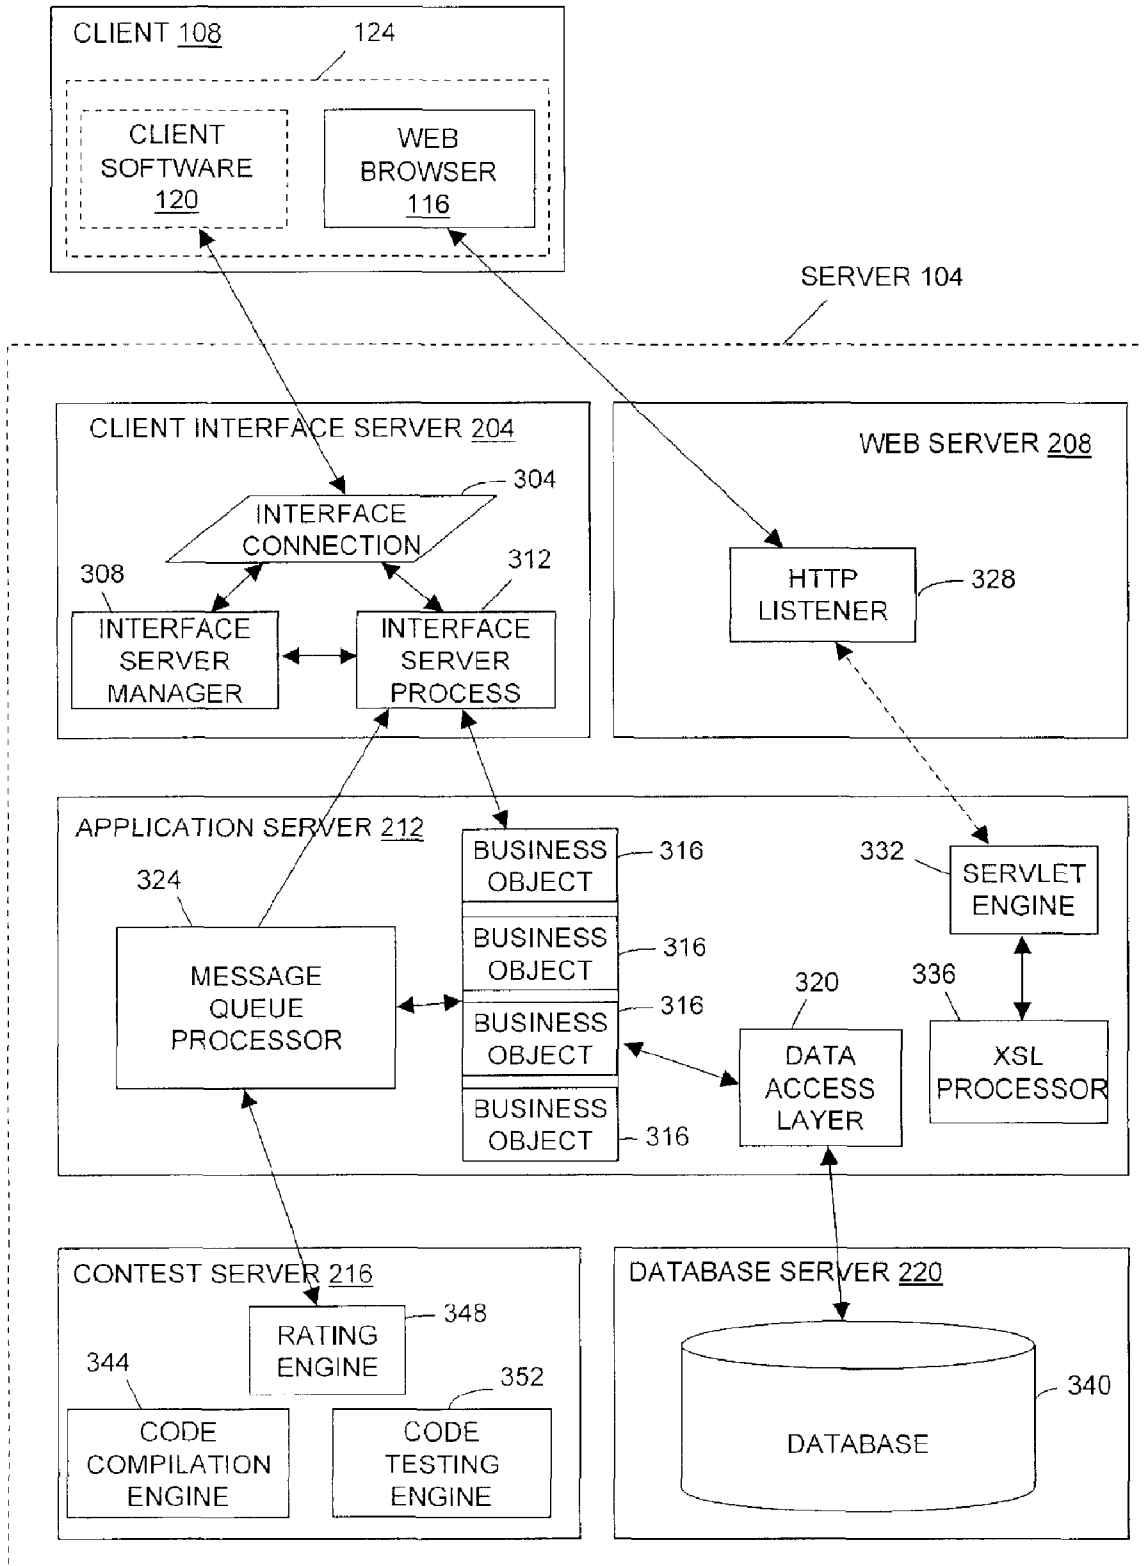 CLIENT 108
124
CLIENT
SOFTWARE
120
WEB
BROWSER
116
SERVER 104
CLIENT INTERFACE SERVER 204
304
INTERFACE
CONNECTION
308
312
INTERFACE
SERVER
MANAGER
INTERFACE
SERVER
PROCESS
WEB SERVER 208
HTTP
LISTENER
328
APPLICATION SERVER 212
324
MESSAGE
QUEUE
PROCESSOR
BUSINESS
OBJECT
316
BUSINESS
OBJECT
316
BUSINESS
OBJECT
316
BUSINESS
OBJECT
316
320
DATA
ACCESS
LAYER
332
SERVLET
ENGINE
336
XSL
PROCESSOR
CONTEST SERVER 216
348
RATING
ENGINE
344
CODE
COMPILATION
ENGINE
352
CODE
TESTING
ENGINE
DATABASE SERVER 220
340
DATABASE